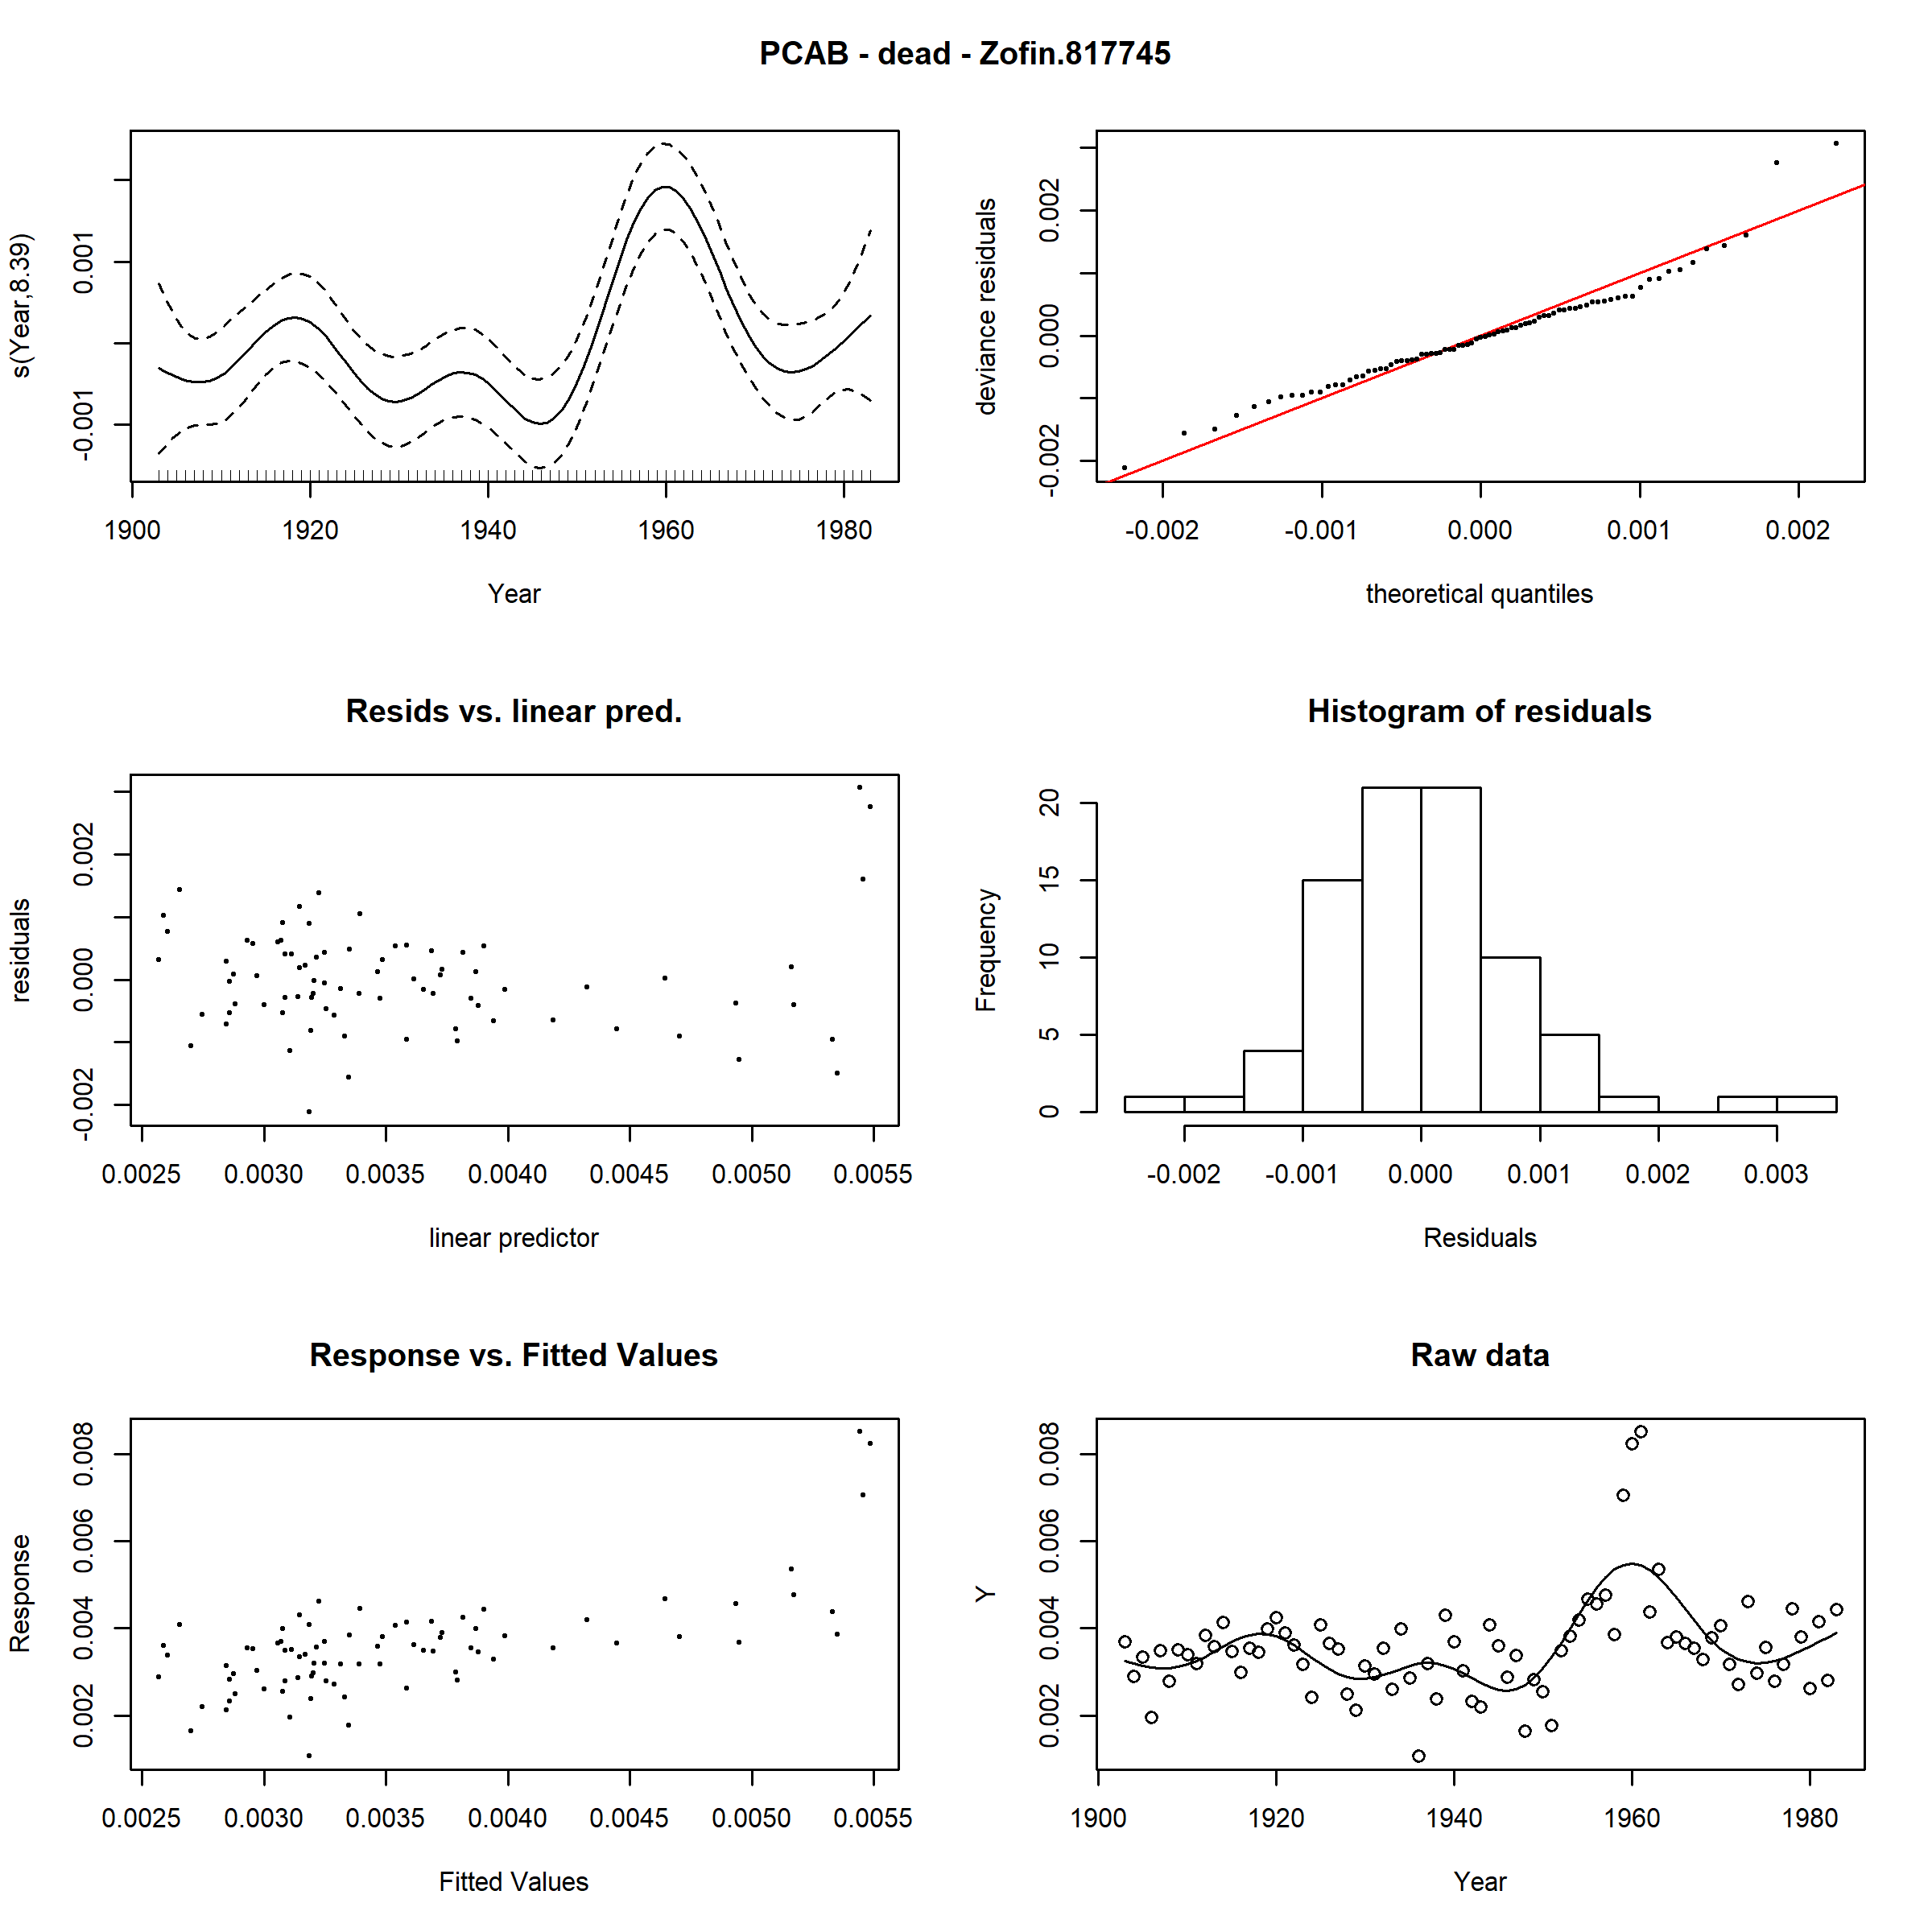 PCAB - dead - Zofin.817745
s(Year,8.39)
-0.001 0.001
1900 1920 1940 1960 1980
Year
deviance residuals
-0.002 0.000 0.002
-0.002 -0.001 0.000 0.001 0.002
theoretical quantiles
Resids vs. linear pred.
residuals
-0.002 0.000 0.002
0.0025 0.0030 0.0035 0.0040 0.0045 0.0050 0.0055
linear predictor
Histogram of residuals
Frequency
0 5 10 15 20
-0.002 -0.001 0.000 0.001 0.002 0.003
Residuals
Response vs. Fitted Values
Response
0.002 0.004 0.006 0.008
0.0025 0.0030 0.0035 0.0040 0.0045 0.0050 0.0055
Fitted Values
Raw data
Y
0.002 0.004 0.006 0.008
1900 1920 1940 1960 1980
Year